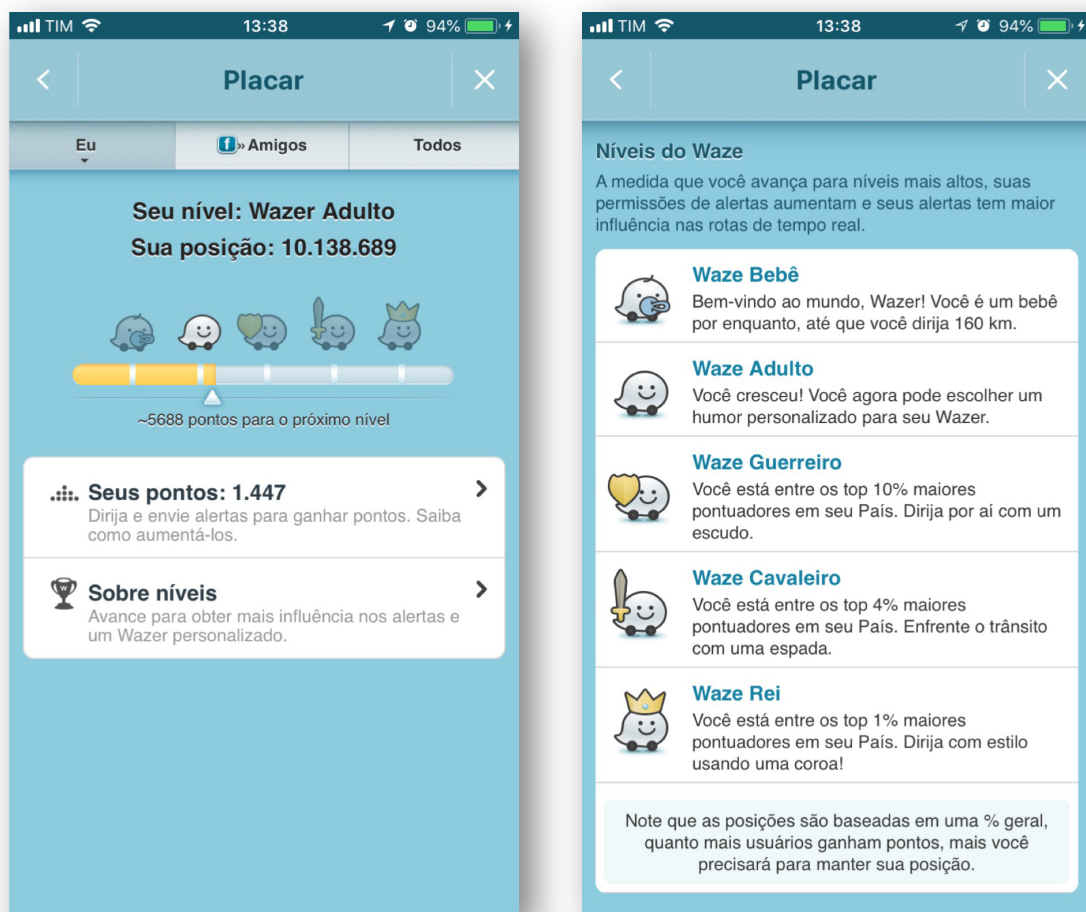 TIM 13:38 94%
Placar
Eu
» Amigos
Todos
Seu nível: Wazer Adulto
Sua posição: 10.138.689
~5688 pontos para o próximo nível
Seus pontos: 1.447
Dirija e envie alertas para ganhar pontos. Saiba
como aumentá-los.
Sobre níveis
Avance para obter mais influência nos alertas e
um Wazer personalizado.
TIM 13:38 94%
Placar
Níveis do Waze
A medida que você avança para níveis mais altos, suas
permissões de alertas aumentam e seus alertas tem maior
influência nas rotas de tempo real.
Waze Bebê
Bem-vindo ao mundo, Wazer! Você é um bebê
por enquanto, até que você dirija 160 km.
Waze Adulto
Você cresceu! Você agora pode escolher um
humor personalizado para seu Wazer.
Waze Guerreiro
Você está entre os top 10% maiores
pontuadores em seu País. Dirija por aí com um
escudo.
Waze Cavaleiro
Você está entre os top 4% maiores
pontuadores em seu País. Enfrente o trânsito
com uma espada.
Waze Rei
Você está entre os top 1% maiores
pontuadores em seu País. Dirija com estilo
usando uma coroa!
Note que as posições são baseadas em uma % geral,
quanto mais usuários ganham pontos, mais você
precisará para manter sua posição.